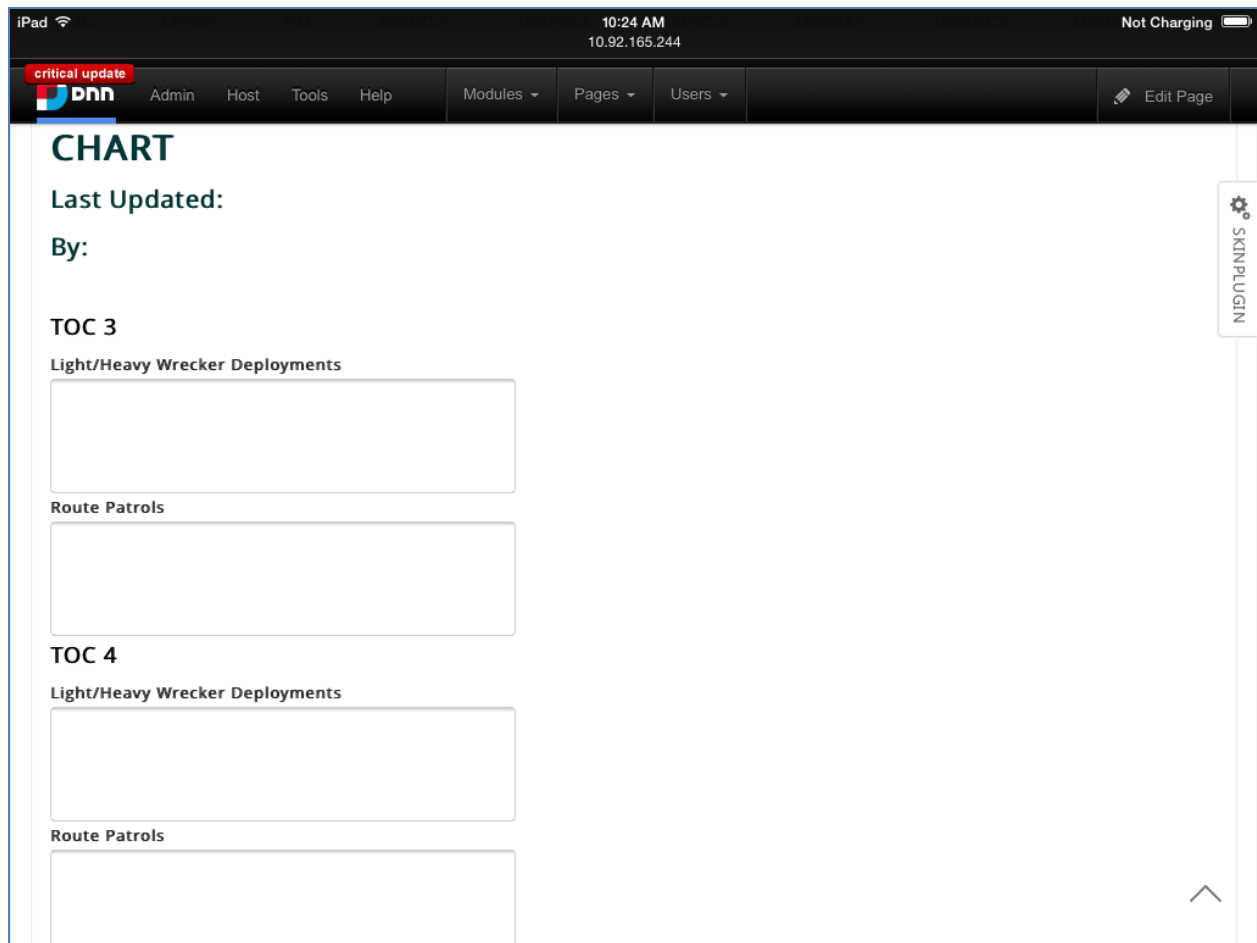 iPad 10:24 AM Not Charging
10.92.165.244
critical update
DNN Admin Host Tools Help Modules Pages Users Edit Page
CHART
Last Updated:
By:
SKINPLUGIN
TOC 3
Light/Heavy Wrecker Deployments
Route Patrols
TOC 4
Light/Heavy Wrecker Deployments
Route Patrols